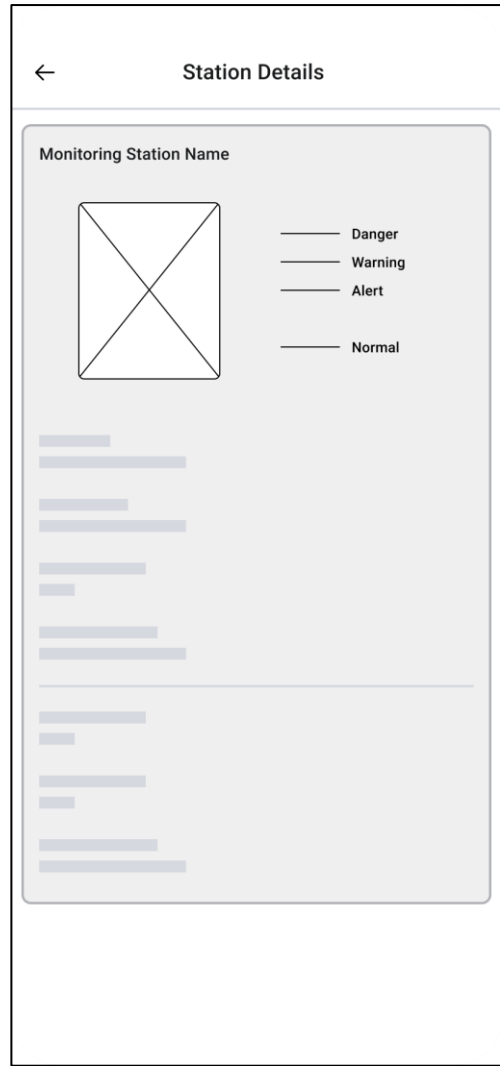 Station Details
Monitoring Station Name
Danger
Warning
Alert
Normal